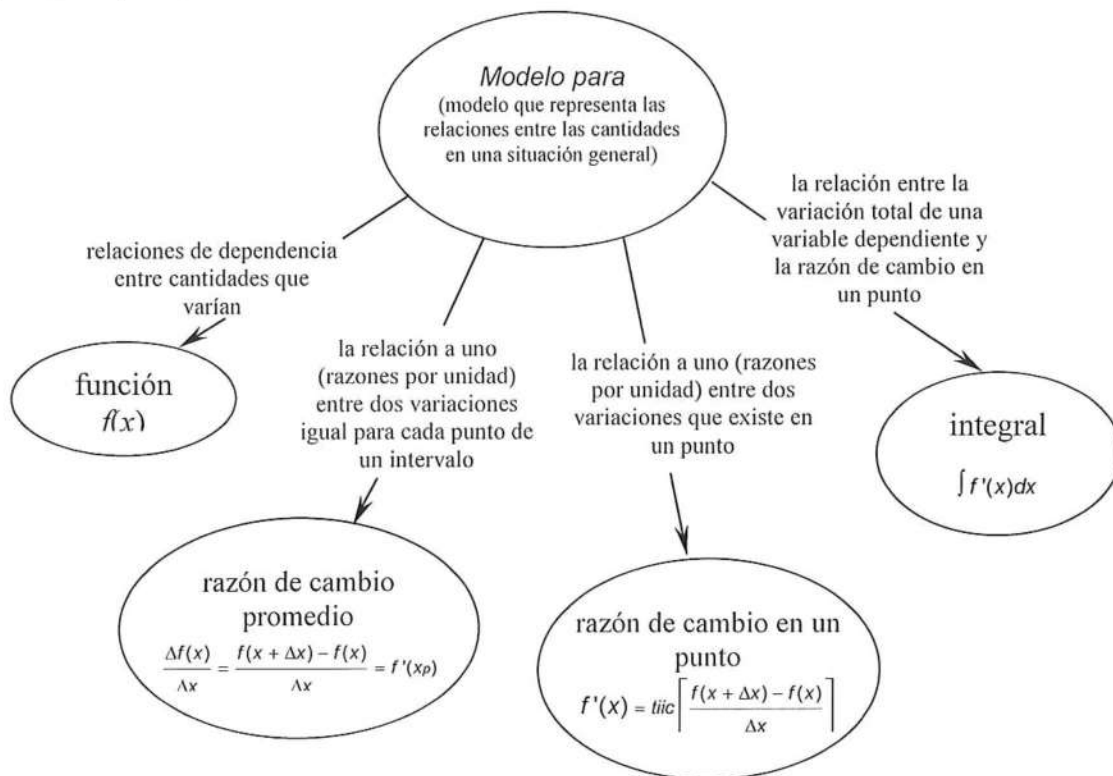 Modelo para
(modelo que representa las
relaciones entre las cantidades
en una situación general)
relaciones de dependencia
entre cantidades que
varían
función
f(x)
la relación a uno
(razones por unidad)
entre dos variaciones
igual para cada punto de
un intervalo
razón de cambio
promedio
Δf(x)/Δx = f(x + Δx) − f(x)/Δx = f '(xₚ)
la relación a uno (razones
por unidad) entre dos
variaciones que existe en
un punto
razón de cambio en un
punto
f '(x) = tiic⌈f(x + Δx) − f(x)/Δx⌉
la relación entre la
variación total de una
variable dependiente y
la razón de cambio en
un punto
integral
∫ f '(x)dx